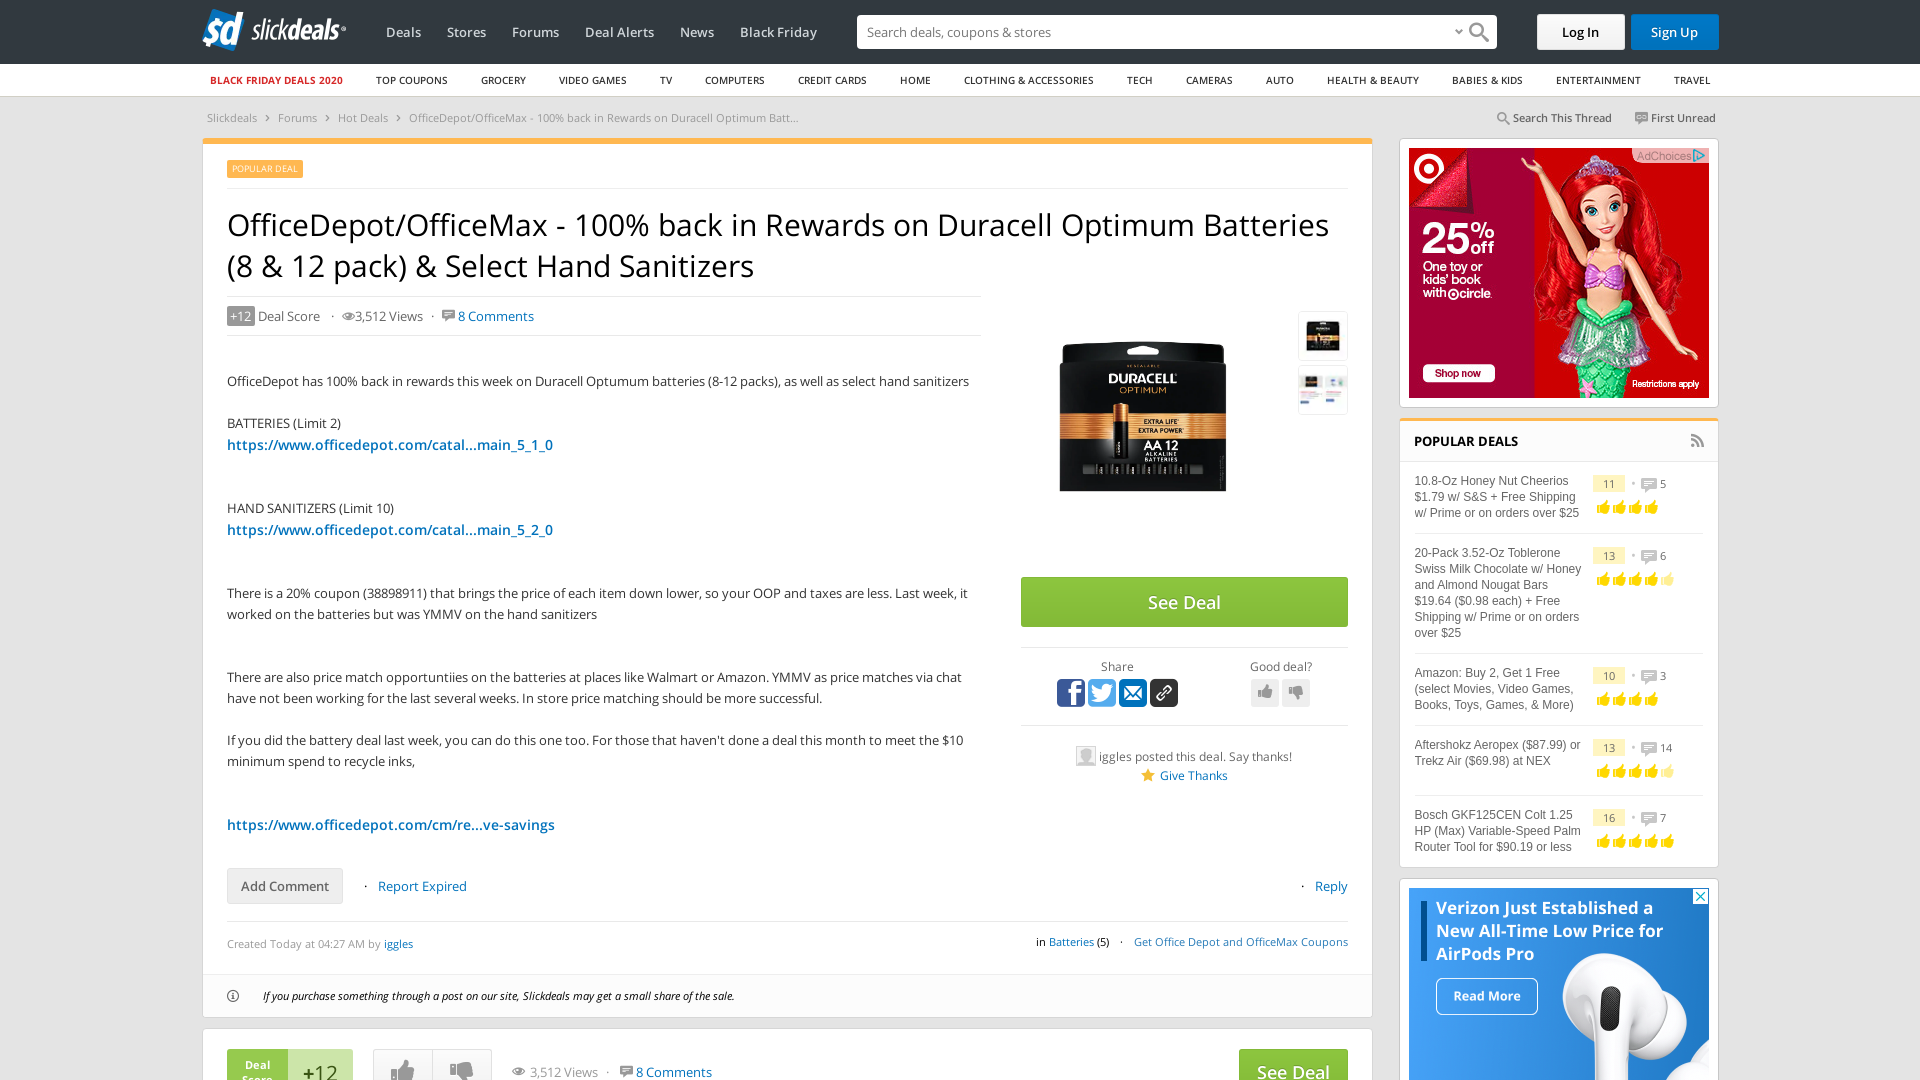 slickdeals
Deals Stores Forums Deal Alerts News Black Friday
Search deals, coupons & shopping
Log In
Sign Up
BLACK FRIDAY DEALS 2020 TOP COUPONS GROCERY VIDEO GAMES TV COMPUTERS CREDIT CARDS HOME CLOTHING & ACCESSORIES TECH CAMERAS AUTO HEALTH & BEAUTY BABIES & KIDS ENTERTAINMENT TRAVEL
Slickdeals > Forums > Hot Deals > OfficeDepot/OfficeMax - 100% back in Rewards on Duracell Optimum Batt...
Search This Thread First Unread
POPULAR DEAL
OfficeDepot/OfficeMax - 100% back in Rewards on Duracell Optimum Batteries
(8 & 12 pack) & Select Hand Sanitizers
+12 Deal Score · 3,512 Views · 8 Comments
OfficeDepot has 100% back in rewards this week on Duracell Optumum batteries (8-12 packs), as well as select hand sanitizers
BATTERIES (Limit 2)
https://www.officedepot.com/catal...main_5_1_0
HAND SANITIZERS (Limit 10)
https://www.officedepot.com/catal...main_5_2_0
There is a 20% coupon (38898911) that brings the price of each item down lower, so your OOP and taxes are less. Last week, it
worked on the batteries but was YMMV on the hand sanitizers
There are also price match opportuntiies on the batteries at places like Walmart or Amazon. YMMV as price matches via chat
have not been working for the last several weeks. In store price matching should be more successful.
If you did the battery deal last week, you can do this one too. For those that haven't done a deal this month to meet the $10
minimum spend to recycle inks,
https://www.officedepot.com/cm/re...ve-savings
DURACELL
OPTIMUM
EXTRA LIFE
EXTRA POWER
AA 12
ALKALINE
BATTERIES
See Deal
Share
Good deal?
iggles posted this deal. Say thanks!
Give Thanks
Add Comment · Report Expired
· Reply
Created Today at 04:27 AM by iggles
in Batteries (5) · Get Office Depot and OfficeMax Coupons
If you purchase something through a post on our site, Slickdeals may get a small share of the sale.
Deal
Score
+12
3,512 Views · 8 Comments
See Deal
AdChoices
25% off
One toy or
kids' book
with circle.
Shop now
Restrictions apply
POPULAR DEALS
10.8-Oz Honey Nut Cheerios
$1.79 w/ S&S + Free Shipping
w/ Prime or on orders over $25
11 • 5
20-Pack 3.52-Oz Toblerone
Swiss Milk Chocolate w/ Honey
and Almond Nougat Bars
$19.64 ($0.98 each) + Free
Shipping w/ Prime or on orders
over $25
13 • 6
Amazon: Buy 2, Get 1 Free
(select Movies, Video Games,
Books, Toys, Games, & More)
10 • 3
Aftershokz Aeropex ($87.99) or
Trekz Air ($69.98) at NEX
13 • 14
Bosch GKF125CEN Colt 1.25
HP (Max) Variable-Speed Palm
Router Tool for $90.19 or less
16 • 7
Verizon Just Established a
New All-Time Low Price for
AirPods Pro
Read More